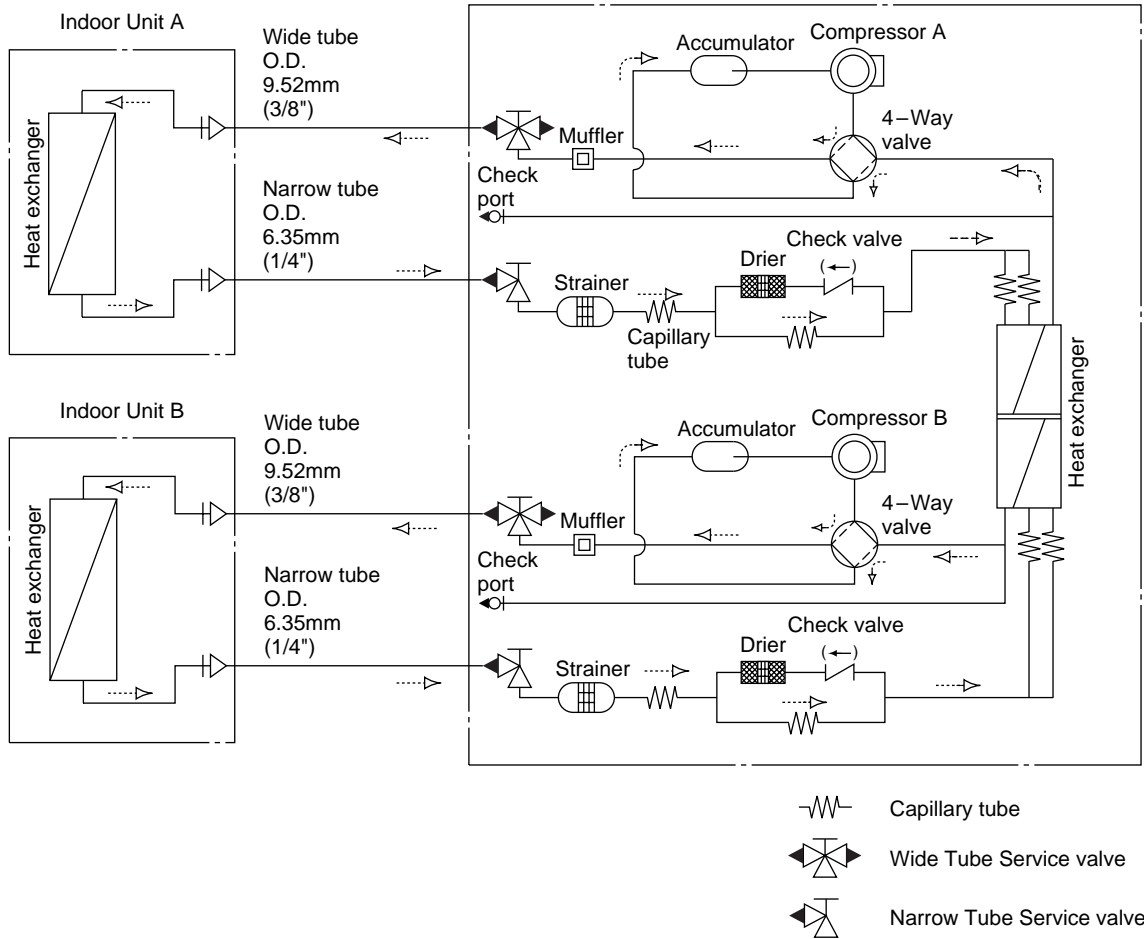 Indoor Unit A
Wide tube
O.D.
9.52mm
(3/8")
Narrow tube
O.D.
6.35mm
(1/4")
Heat exchanger
Accumulator
Compressor A
Muffler
4–Way
valve
Check
port
Check valve
Drier
Strainer
Capillary
tube
Heat exchanger
Indoor Unit B
Wide tube
O.D.
9.52mm
(3/8")
Narrow tube
O.D.
6.35mm
(1/4")
Heat exchanger
Accumulator
Compressor B
Muffler
4–Way
valve
Check
port
Check valve
Drier
Strainer
Capillary tube
Wide Tube Service valve
Narrow Tube Service valve